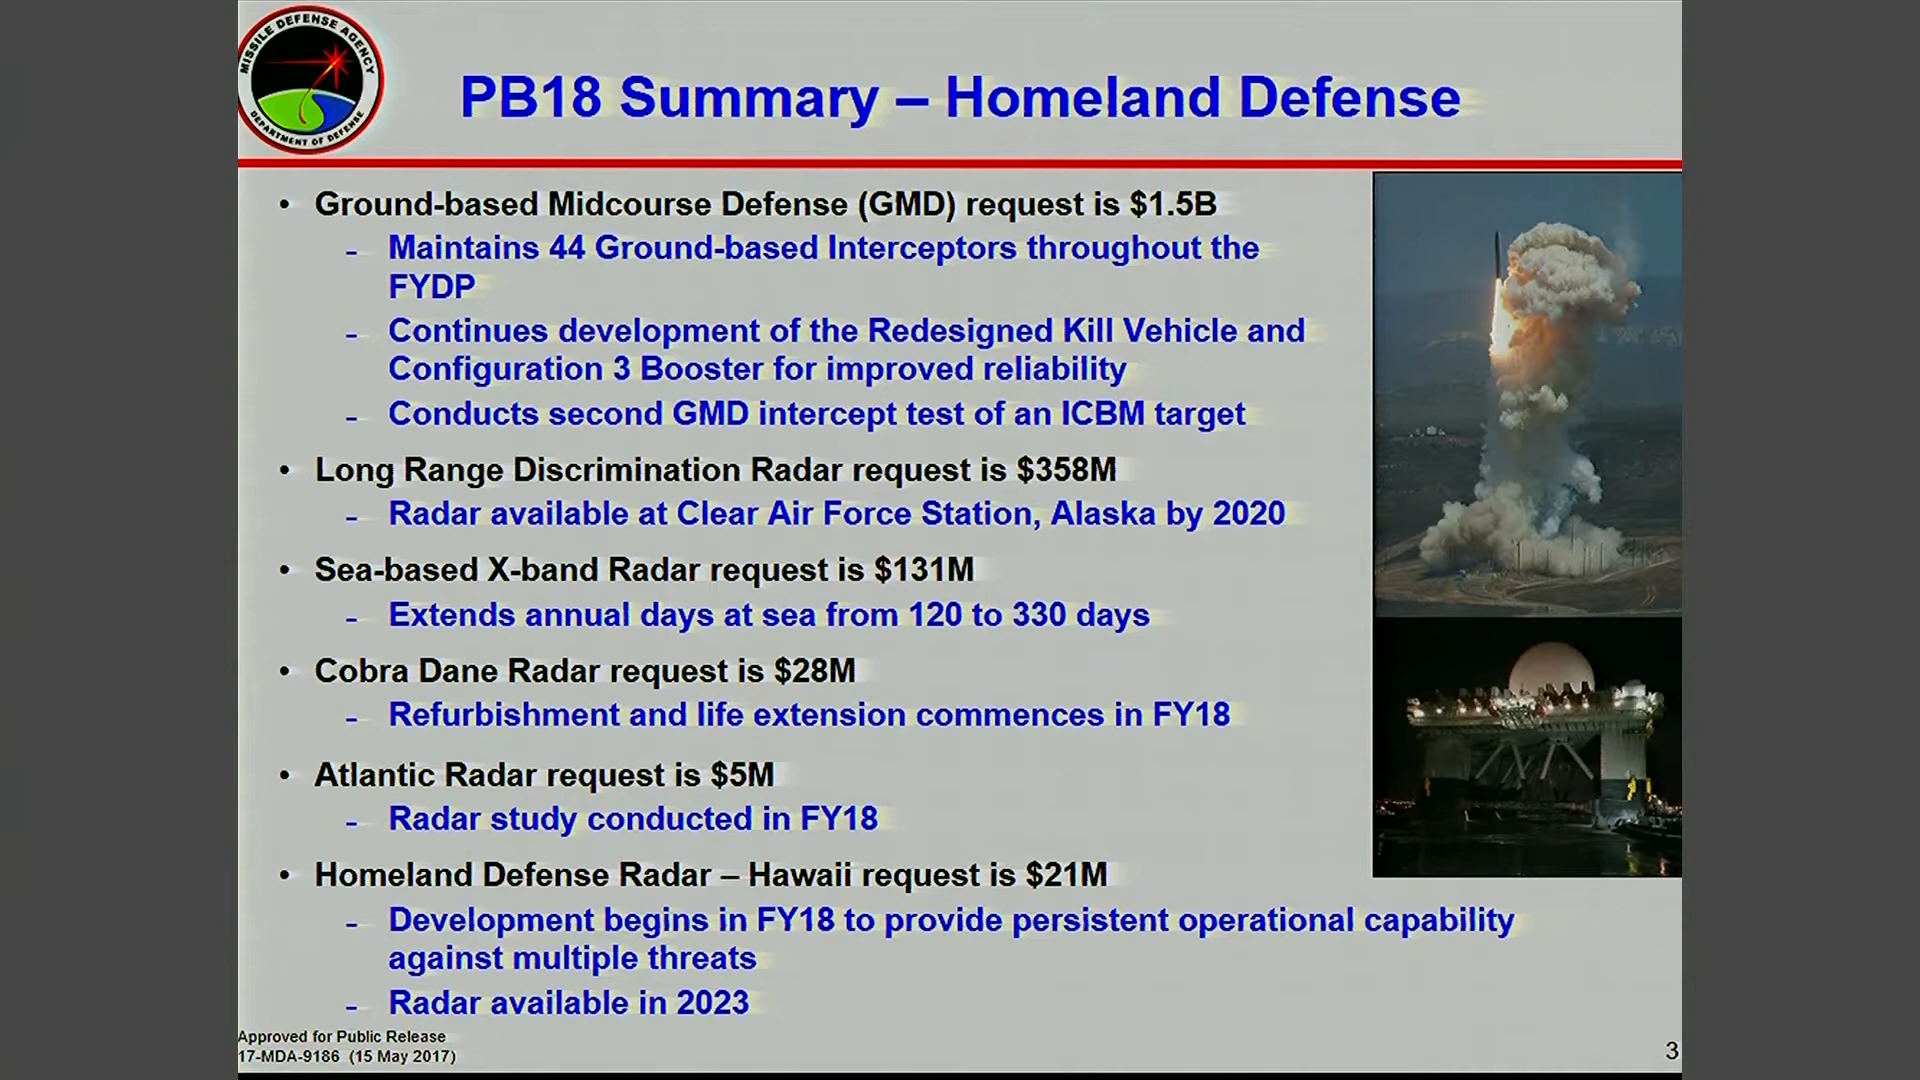 MISSILE DEFENSE AGENCY
DEPARTMENT OF DEFENSE
PB18 Summary – Homeland Defense
• Ground-based Midcourse Defense (GMD) request is $1.5B
- Maintains 44 Ground-based Interceptors throughout the
FYDP
- Continues development of the Redesigned Kill Vehicle and
Configuration 3 Booster for improved reliability
- Conducts second GMD intercept test of an ICBM target
• Long Range Discrimination Radar request is $358M
- Radar available at Clear Air Force Station, Alaska by 2020
• Sea-based X-band Radar request is $131M
- Extends annual days at sea from 120 to 330 days
• Cobra Dane Radar request is $28M
- Refurbishment and life extension commences in FY18
• Atlantic Radar request is $5M
- Radar study conducted in FY18
• Homeland Defense Radar – Hawaii request is $21M
- Development begins in FY18 to provide persistent operational capability
against multiple threats
- Radar available in 2023
Approved for Public Release
17-MDA-9186 (15 May 2017)
3